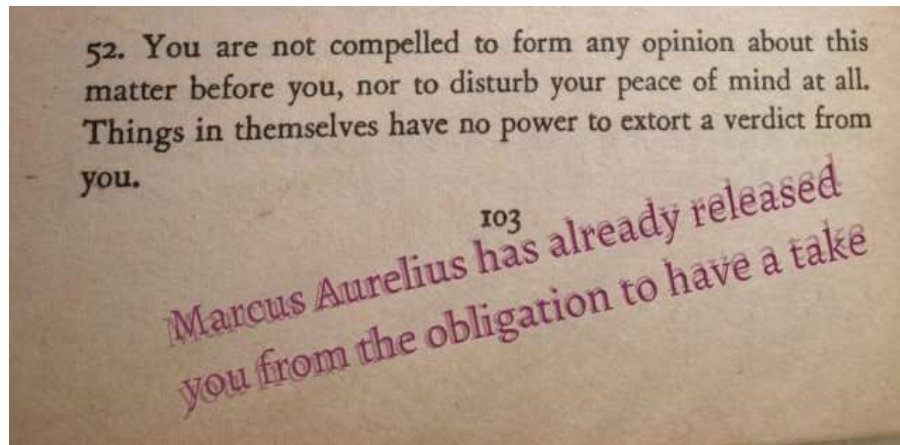 52. You are not compelled to form any opinion about this
matter before you, nor to disturb your peace of mind at all.
Things in themselves have no power to extort a verdict from
you.
103
Marcus Aurelius has already released
you from the obligation to have a take